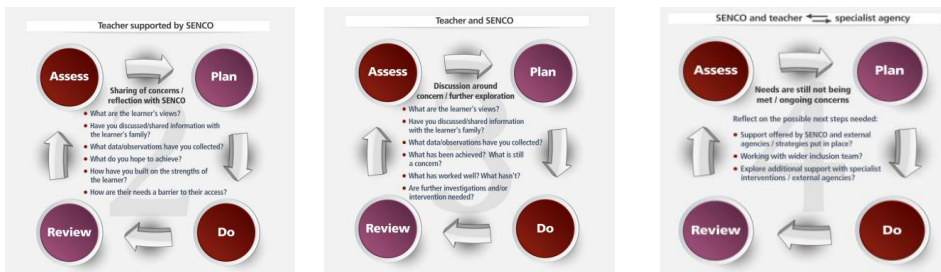 Teacher supported by SENCO
Assess
Plan
Sharing of concerns /
reflection with SENCO
• What are the learner's views?
• Have you discussed/shared information with
the learner's family?
• What data/observations have you collected?
• What do you hope to achieve?
• How have you built on the strengths of
the learner?
• How are their needs a barrier to their access?
2
Review
Do
Teacher and SENCO
Assess
Plan
Discussion around
concern / further exploration
• What are the learner's views?
• Have you discussed/shared information
with the learner's family?
• What data/observations have you collected?
• What has been achieved? What is still
a concern?
• What has worked well? What hasn't?
• Are further investigations and/or
intervention needed?
3
Review
Do
SENCO and teacher specialist agency
Assess
Plan
Needs are still not being
met / ongoing concerns
Reflect on the possible next steps needed:
• Support offered by SENCO and external
agencies / strategies put in place?
• Working with wider inclusion team?
• Explore additional support with specialist
interventions / external agencies?
4
Review
Do